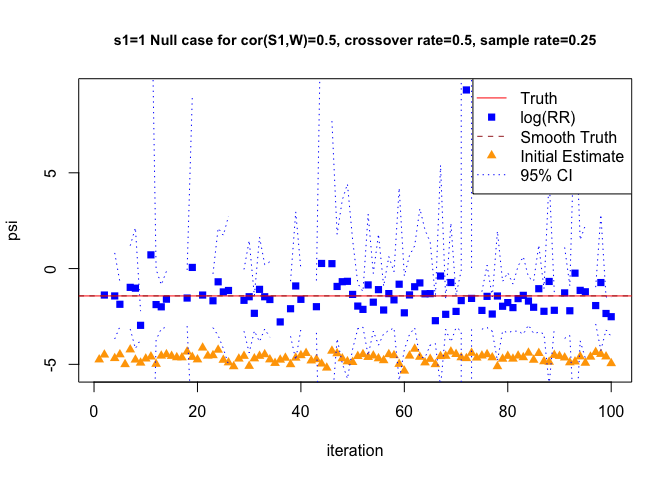 s1=1 Null case for cor(S1,W)=0.5, crossover rate=0.5, sample rate=0.25
Truth
log(RR)
Smooth Truth
Initial Estimate
95% CI
psi
5
0
-5
0
20
40
60
80
100
iteration